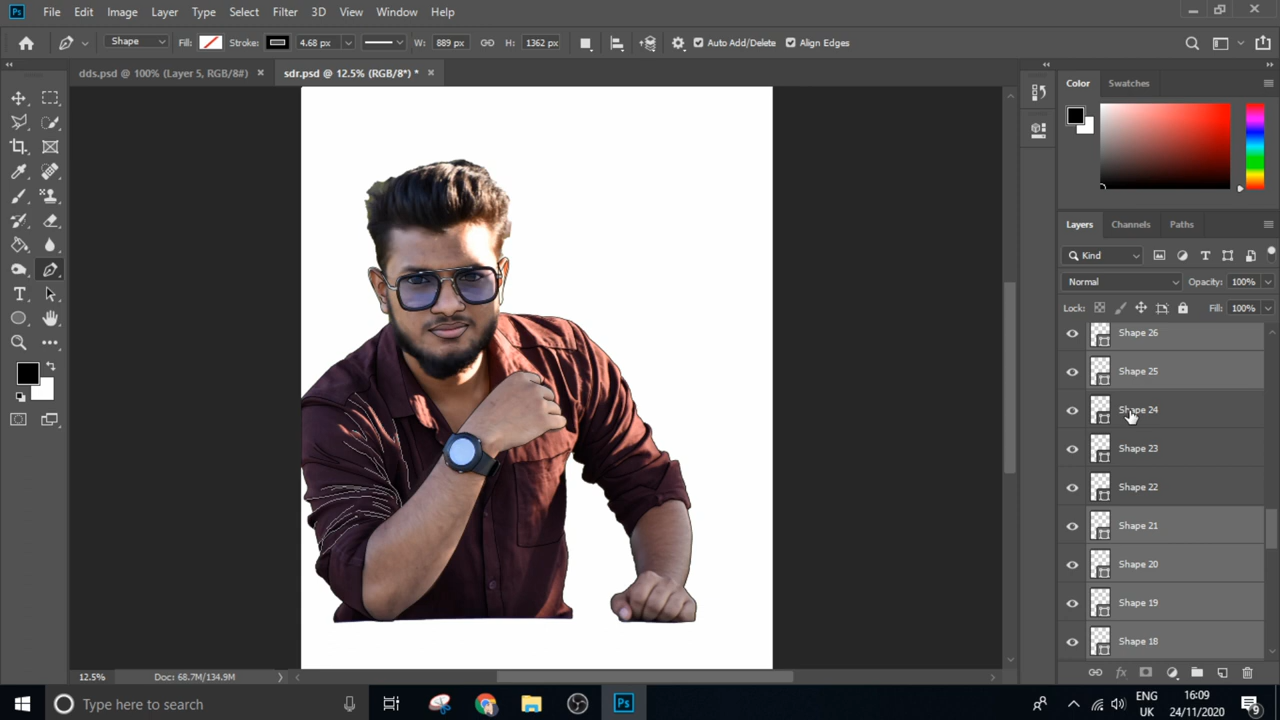 Ps File Edit Image Layer Type Select Filter 3D View Window Help
Shape Fill: Stroke: 4.68 px W: 889 px H: 1362 px Auto Add/Delete Align Edges
dds.psd @ 100% (Layer 5, RGB/8#) × sdr.psd @ 12.5% (RGB/8*) * ×
Color Swatches
Layers Channels Paths
Kind
Normal Opacity: 100%
Lock: Fill: 100%
Shape 26
Shape 25
Shape 24
Shape 23
Shape 22
Shape 21
Shape 20
Shape 19
Shape 18
12.5% Doc: 68.7M/134.9M
Type here to search
Ps
ENG
UK
16:09
24/11/2020
9